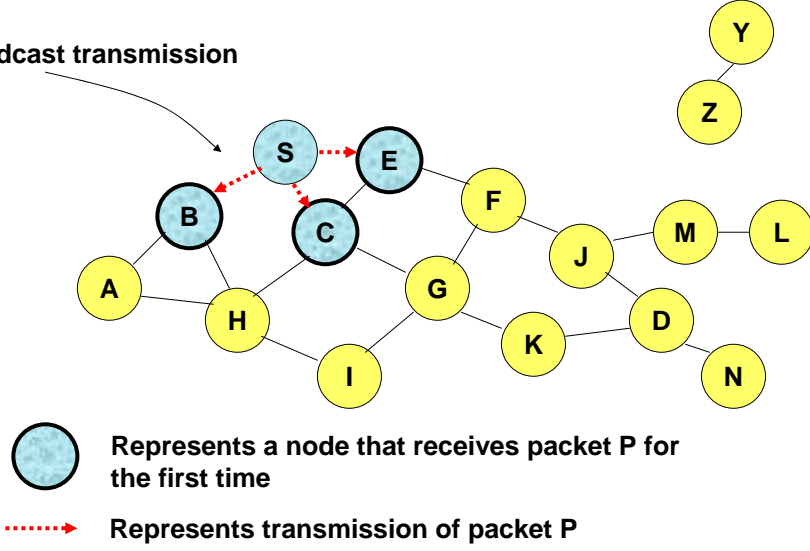 dcast transmission
Y
Z
S
E
B
C
F
M
L
J
A
H
G
D
K
I
N
Represents a node that receives packet P for
the first time
Represents transmission of packet P